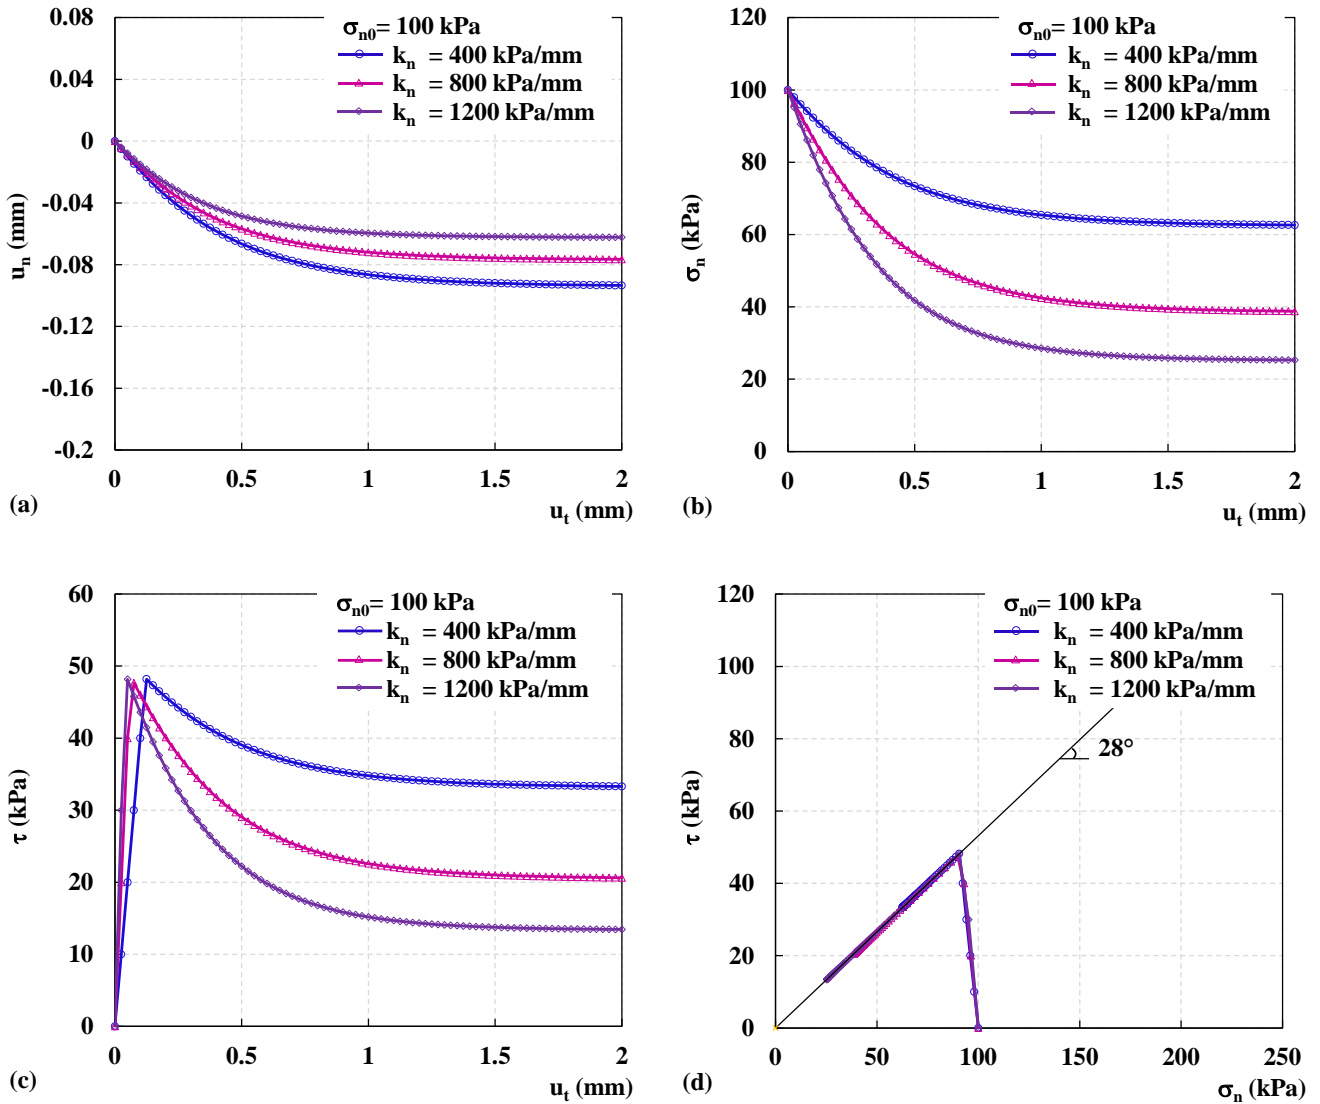 0.08
0.04
0
-0.04
-0.08
-0.12
-0.16
-0.2
uₙ (mm)
σₙ₀= 100 kPa
kₙ = 400 kPa/mm
kₙ = 800 kPa/mm
kₙ = 1200 kPa/mm
0 0.5 1 1.5 2
(a)
uₜ (mm)
120
100
80
60
40
20
0
σₙ (kPa)
σₙ₀= 100 kPa
kₙ = 400 kPa/mm
kₙ = 800 kPa/mm
kₙ = 1200 kPa/mm
0 0.5 1 1.5 2
(b)
uₜ (mm)
60
50
40
30
20
10
0
τ (kPa)
σₙ₀= 100 kPa
kₙ = 400 kPa/mm
kₙ = 800 kPa/mm
kₙ = 1200 kPa/mm
0 0.5 1 1.5 2
(c)
uₜ (mm)
120
100
80
60
40
20
0
τ (kPa)
σₙ₀= 100 kPa
kₙ = 400 kPa/mm
kₙ = 800 kPa/mm
kₙ = 1200 kPa/mm
28°
0 50 100 150 200 250
(d)
σₙ (kPa)